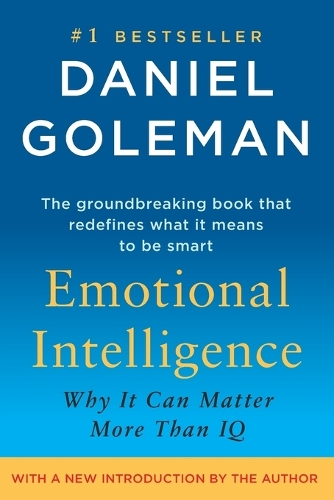 #1 BESTSELLER
DANIEL
GOLEMAN
The groundbreaking book that
redefines what it means
to be smart
Emotional
Intelligence
Why It Can Matter
More Than IQ
WITH A NEW INTRODUCTION BY THE AUTHOR